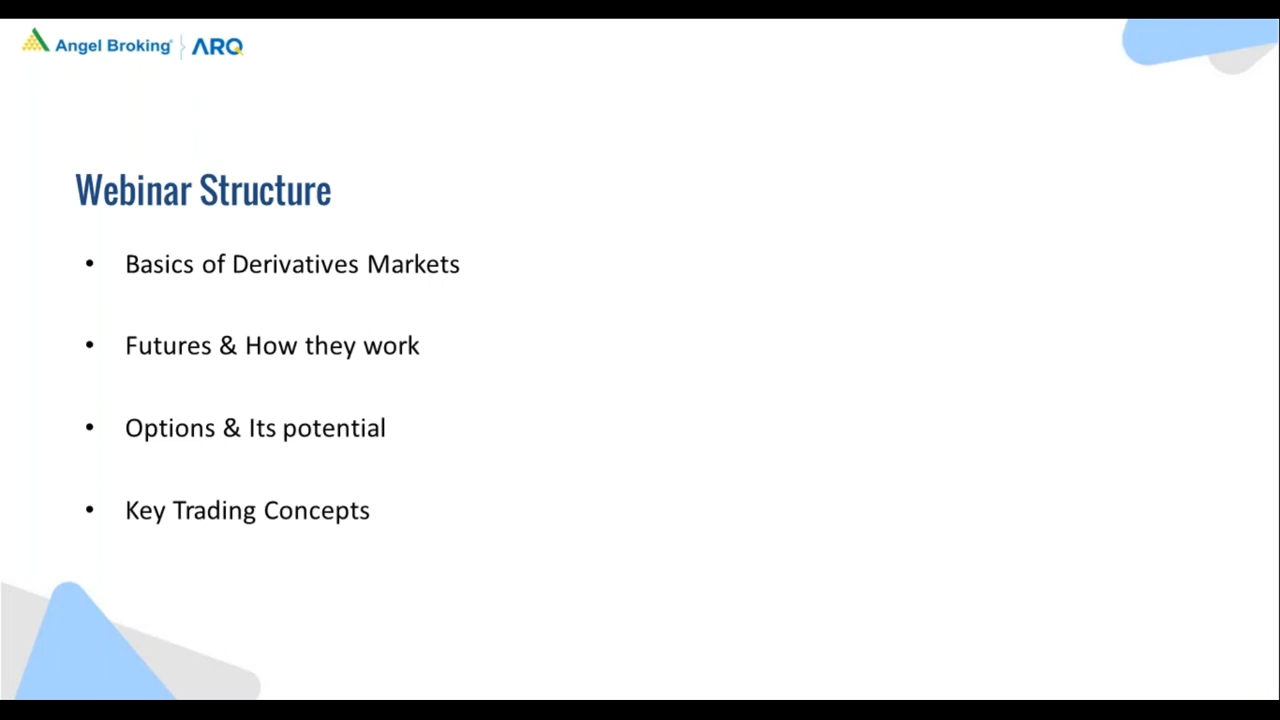 Angel Broking ARQ
Webinar Structure
• Basics of Derivatives Markets
• Futures & How they work
• Options & Its potential
• Key Trading Concepts